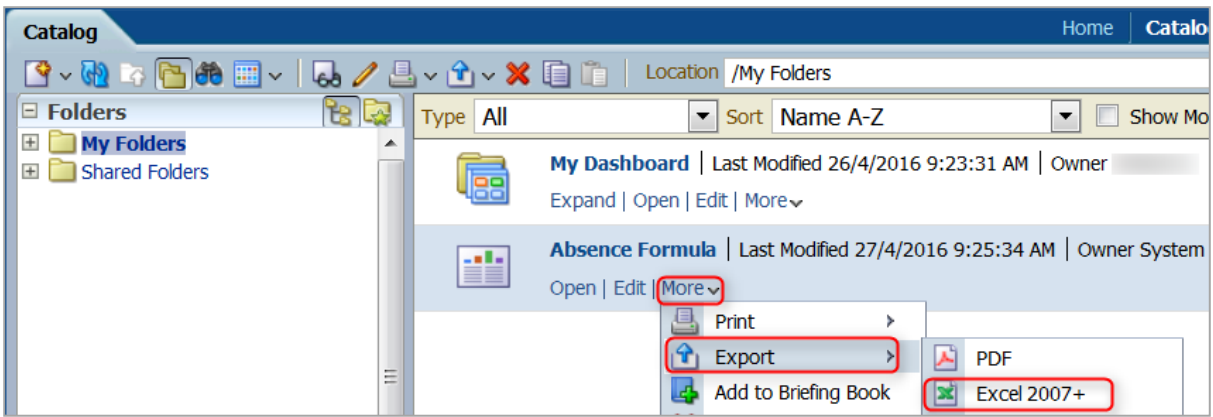 Catalog
Home
Catalo
Location /My Folders
Folders
Type All Sort Name A-Z Show Mo
My Folders
Shared Folders
My Dashboard | Last Modified 26/4/2016 9:23:31 AM | Owner
Expand | Open | Edit | More
Absence Formula | Last Modified 27/4/2016 9:25:34 AM | Owner System
Open | Edit | More
Print
Export
PDF
Add to Briefing Book
Excel 2007+